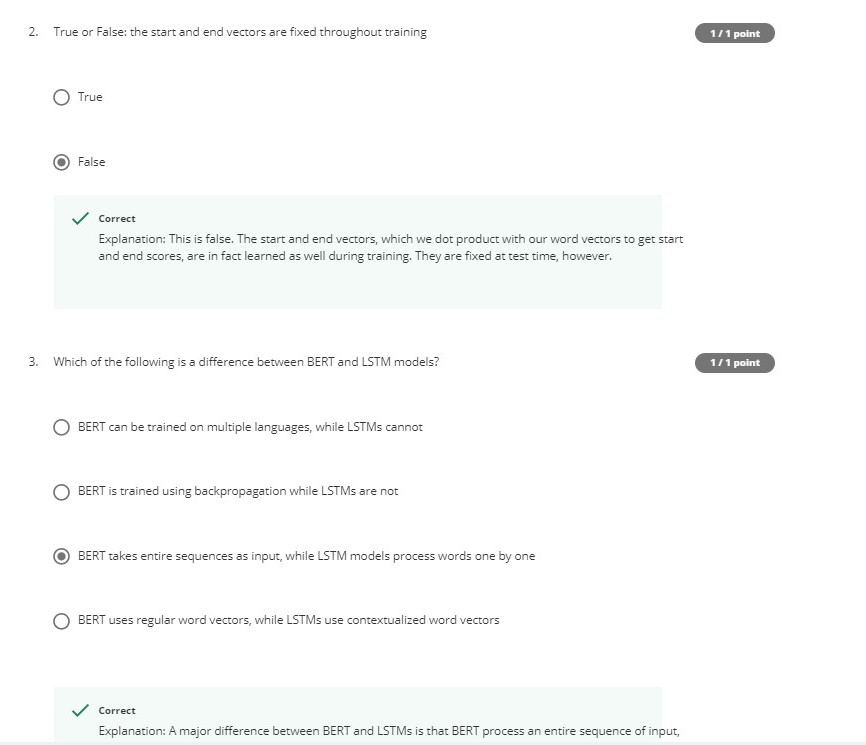 2. True or False: the start and end vectors are fixed throughout training
1 / 1 point
True
False
Correct
Explanation: This is false. The start and end vectors, which we dot product with our word vectors to get start
and end scores, are in fact learned as well during training. They are fixed at test time, however.
3. Which of the following is a difference between BERT and LSTM models?
1 / 1 point
BERT can be trained on multiple languages, while LSTMs cannot
BERT is trained using backpropagation while LSTMs are not
BERT takes entire sequences as input, while LSTM models process words one by one
BERT uses regular word vectors, while LSTMs use contextualized word vectors
Correct
Explanation: A major difference between BERT and LSTMs is that BERT process an entire sequence of input,